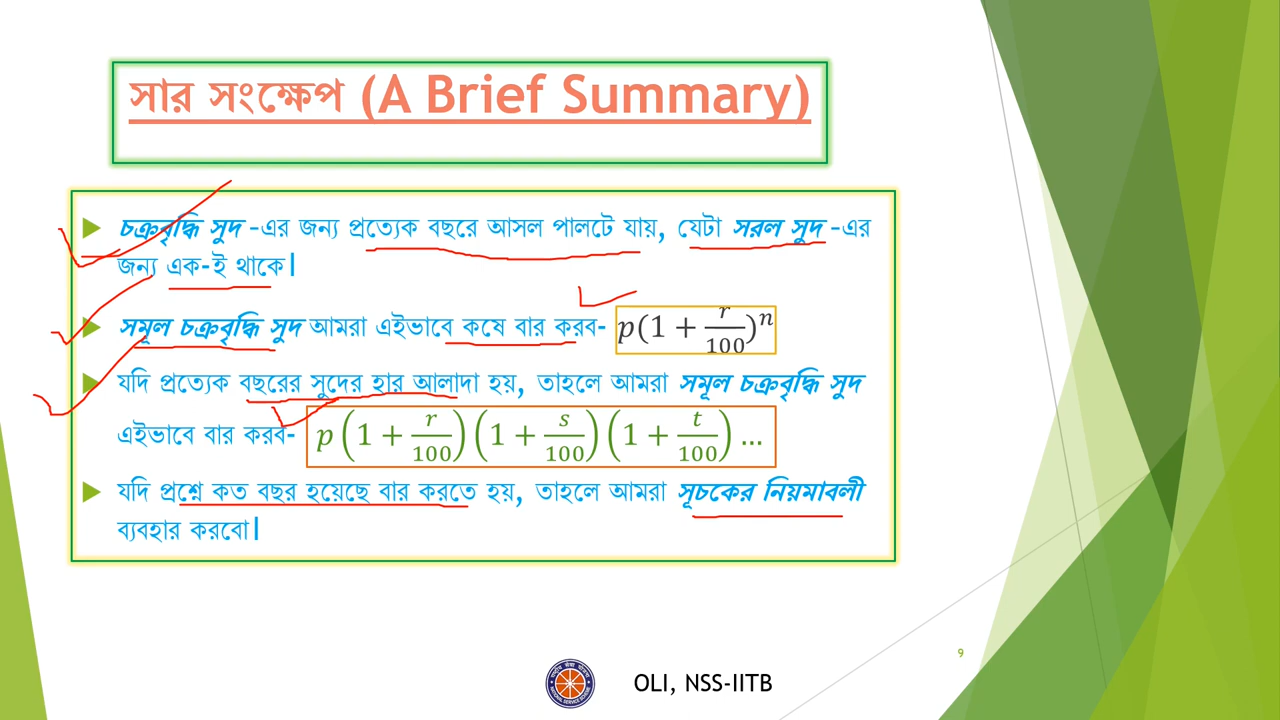 সার সংক্ষেপ (A Brief Summary)
চক্রবৃদ্ধি সুদ -এর জন্য প্রত্যেক বছরে আসল পালটে যায়, যেটা সরল সুদ -এর
জন্য এক-ই থাকে।
সমূল চক্রবৃদ্ধি সুদ আমরা এইভাবে কষে বার করব- p(1 + r/100)^n
যদি প্রত্যেক বছরের সুদের হার আলাদা হয়, তাহলে আমরা সমূল চক্রবৃদ্ধি সুদ
এইভাবে বার করব- p(1 + r/100)(1 + s/100)(1 + t/100)...
যদি প্রশ্নে কত বছর হয়েছে বার করতে হয়, তাহলে আমরা সূচকের নিয়মাবলী
ব্যবহার করবো।
9
OLI, NSS-IITB